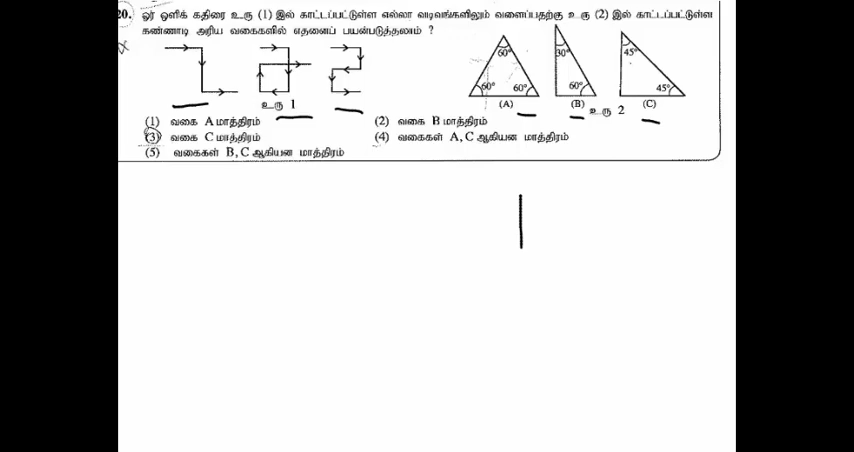 20. ஓர் ஒளிக் கதிரை உரு (1) இல் காட்டப்பட்டுள்ள எல்லா வடிவங்களிலும் வளைப்பதற்கு உரு (2) இல் காட்டப்பட்டுள்ள
கண்ணாடி அரிய வகைகளில் எதனைப் பயன்படுத்தலாம் ?
60° 60° 60° (A)
30° 60° (B)
45° 45° (C)
உரு 1
உரு 2
(1) வகை A மாத்திரம் (2) வகை B மாத்திரம்
(3) வகை C மாத்திரம் (4) வகைகள் A, C ஆகியன மாத்திரம்
(5) வகைகள் B, C ஆகியன மாத்திரம்